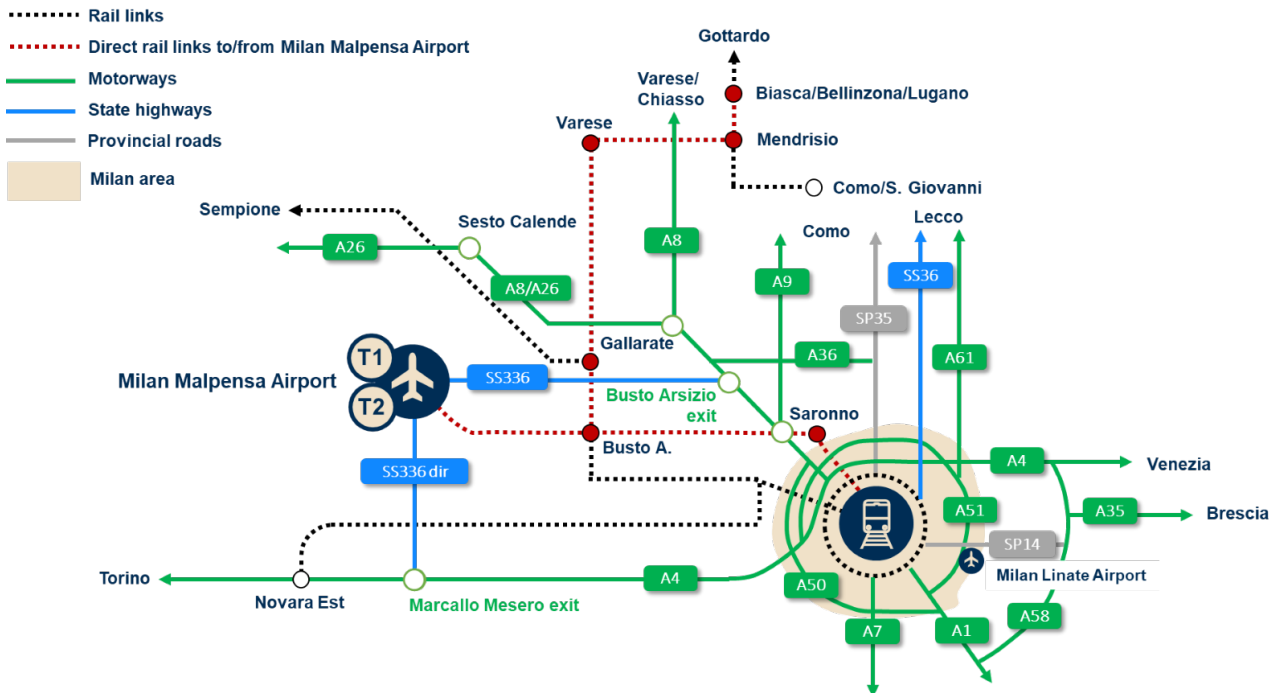 Rail links
Direct rail links to/from Milan Malpensa Airport
Motorways
State highways
Provincial roads
Milan area
Gottardo
Varese/
Chiasso
Biasca/Bellinzona/Lugano
Varese
Mendrisio
Como/S. Giovanni
Sempione
Sesto Calende
Lecco
Como
A26
A8
A9
SS36
A8/A26
SP35
Gallarate
A36
A61
T1
T2
Milan Malpensa Airport
SS336
Busto Arsizio
exit
Saronno
Busto A.
SS336 dir
A4
Venezia
A51
A35
Brescia
SP14
Milan Linate Airport
Torino
A4
A50
Novara Est
Marcallo Mesero exit
A7
A1
A58